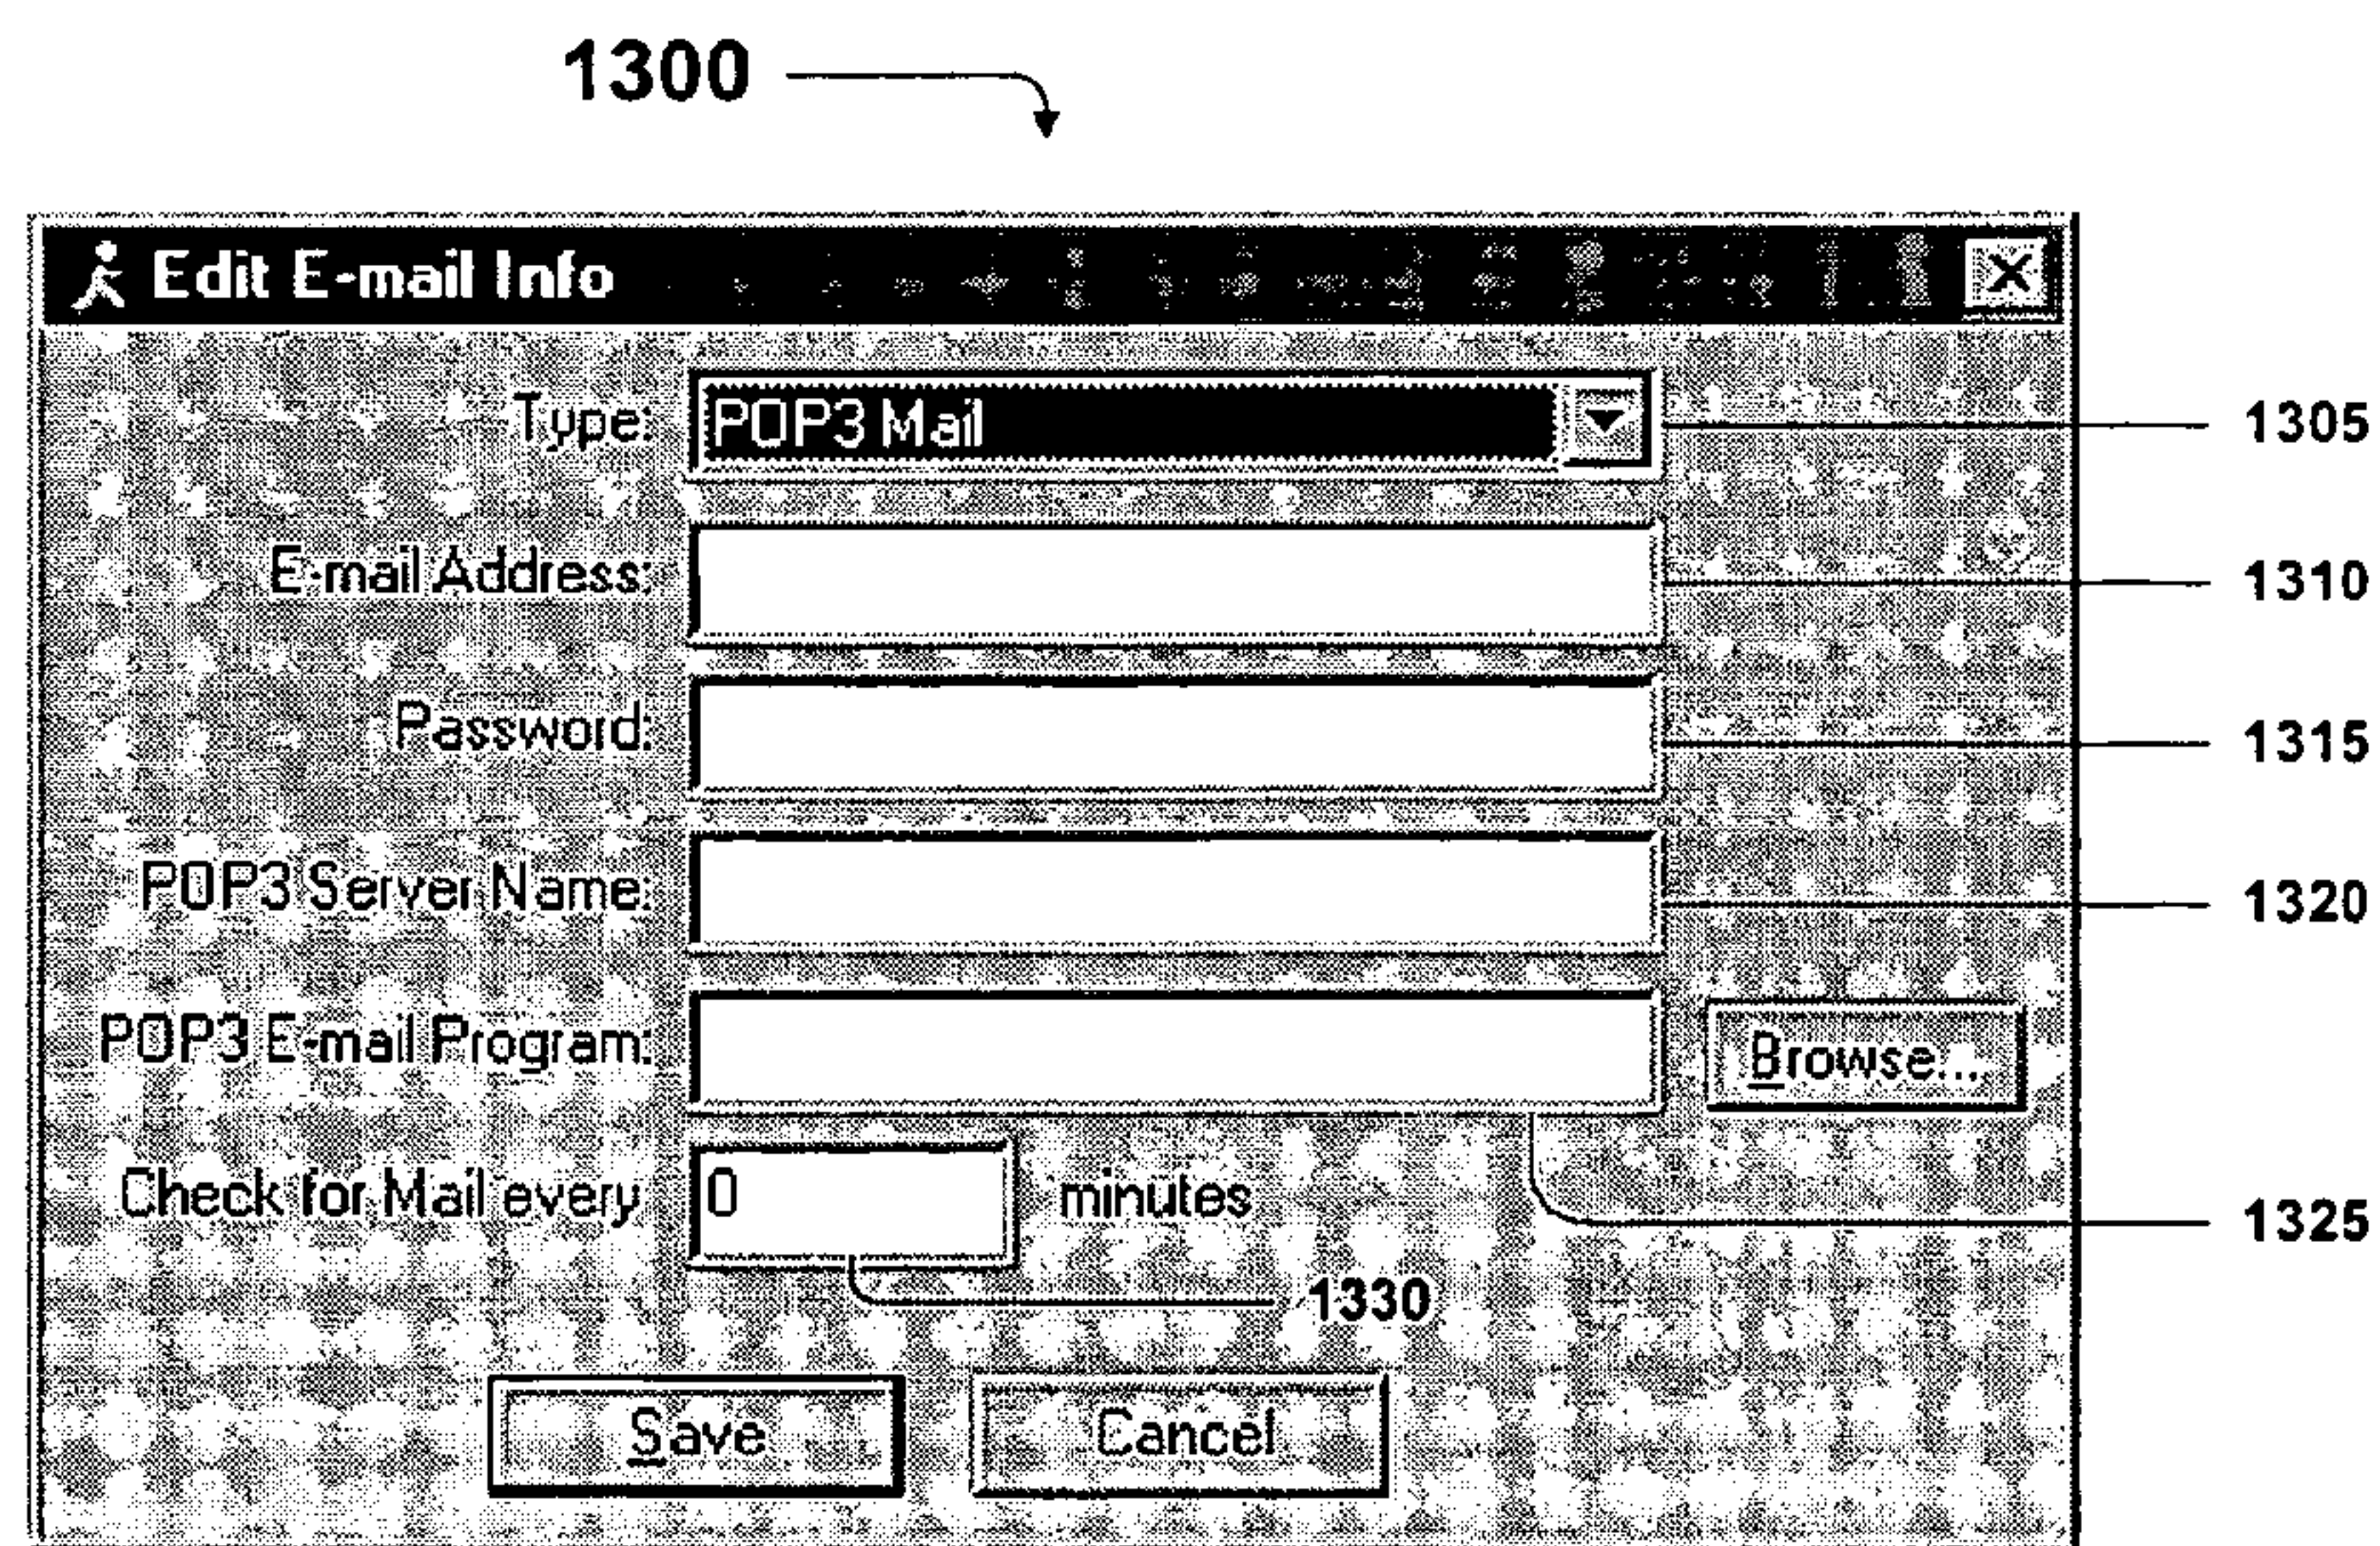 1300
Edit E-mail Info
Type: POP3 Mail 1305
E-mail Address: 1310
Password: 1315
POP3 Server Name: 1320
POP3 E-mail Program: Browse...
Check for Mail every 0 minutes 1325
1330
Save Cancel